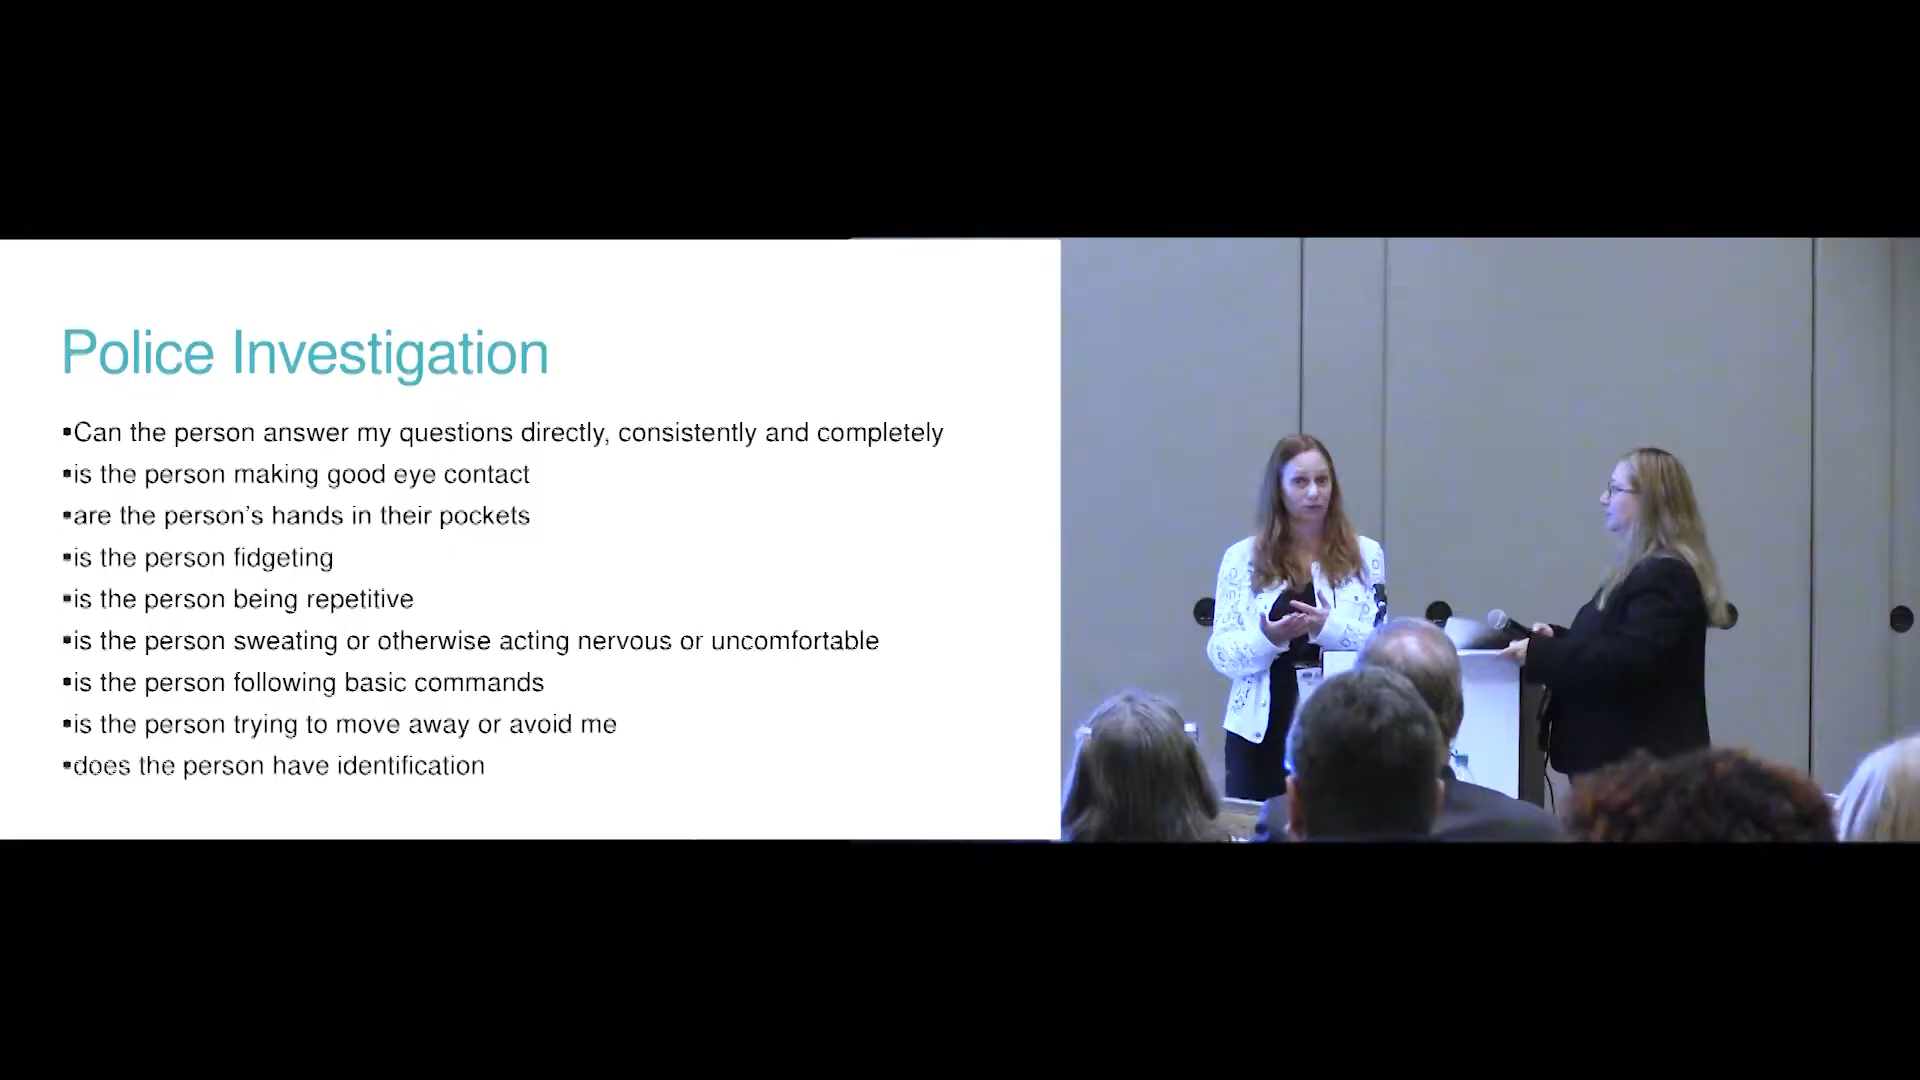 Police Investigation
▪Can the person answer my questions directly, consistently and completely
▪is the person making good eye contact
▪are the person's hands in their pockets
▪is the person fidgeting
▪is the person being repetitive
▪is the person sweating or otherwise acting nervous or uncomfortable
▪is the person following basic commands
▪is the person trying to move away or avoid me
▪does the person have identification